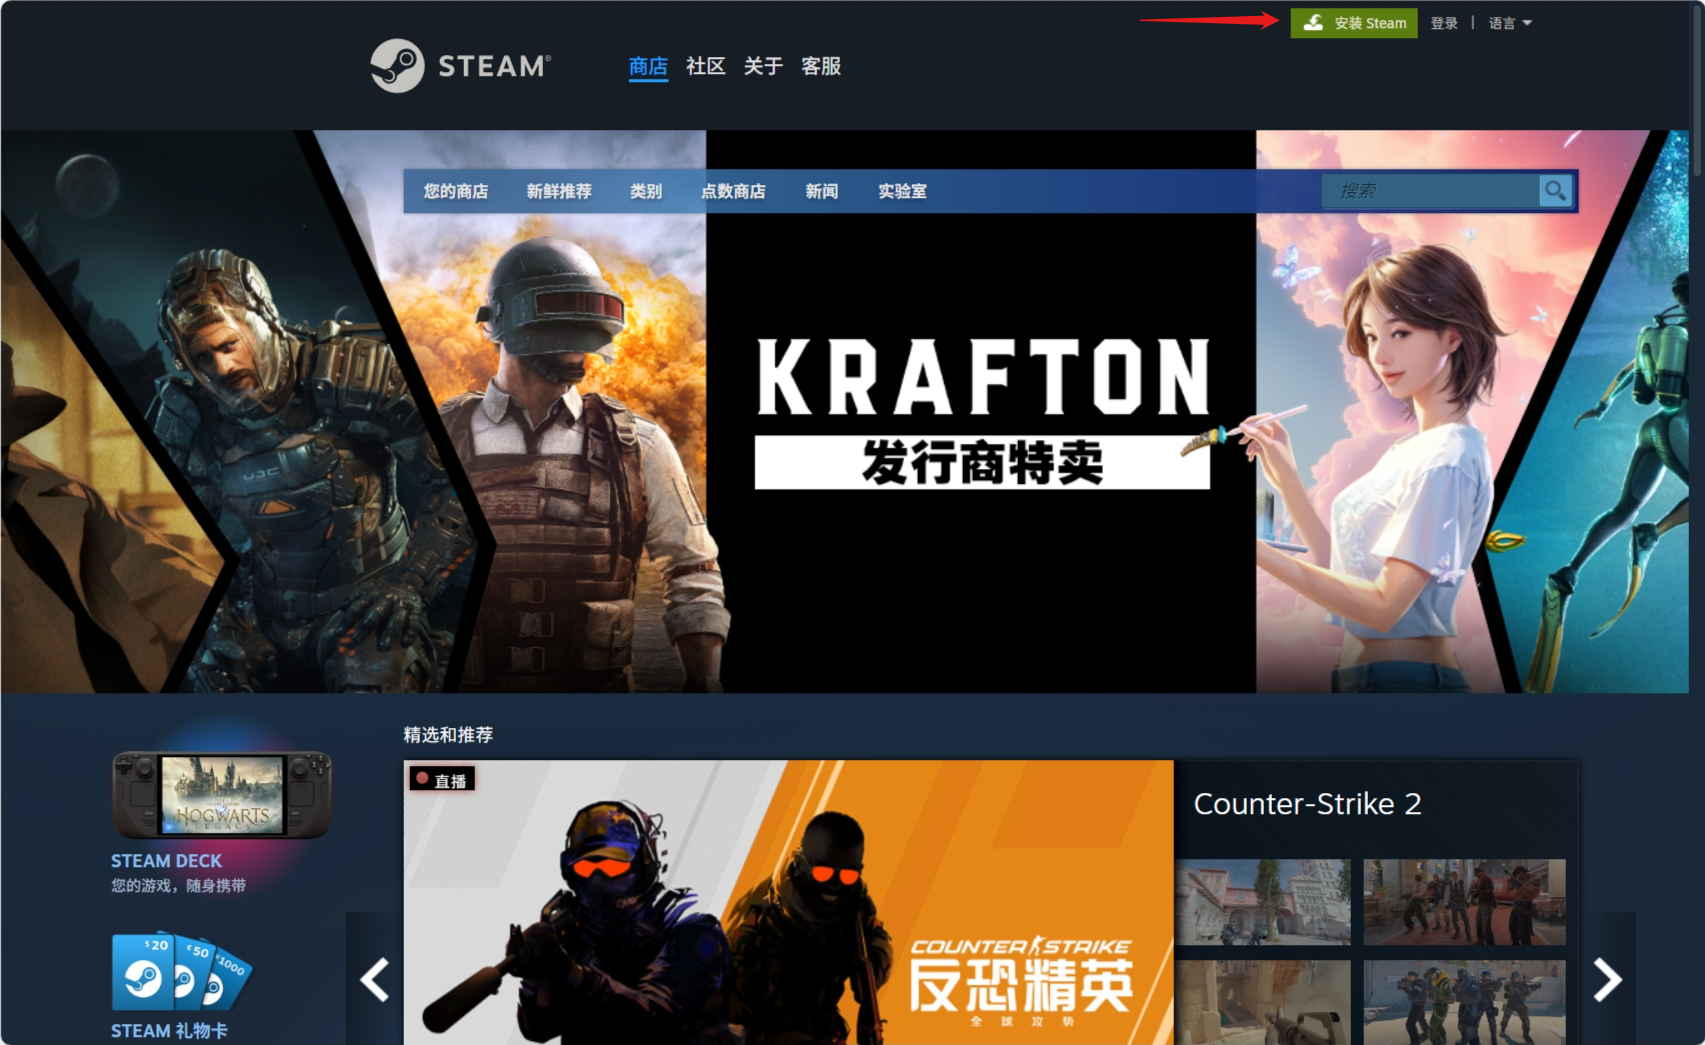 安装 Steam 登录 | 语言
STEAM®
商店 社区 关于 客服
您的商店 新鲜推荐 类别 点数商店 新闻 实验室 搜索
KRAFTON
发行商特卖
UJC
精选和推荐
直播
Counter-Strike 2
HOGWARTS
LEGACY
STEAM DECK
您的游戏，随身携带
$20 €50 1000
STEAM 礼物卡
COUNTER STRIKE
反恐精英
全球攻势